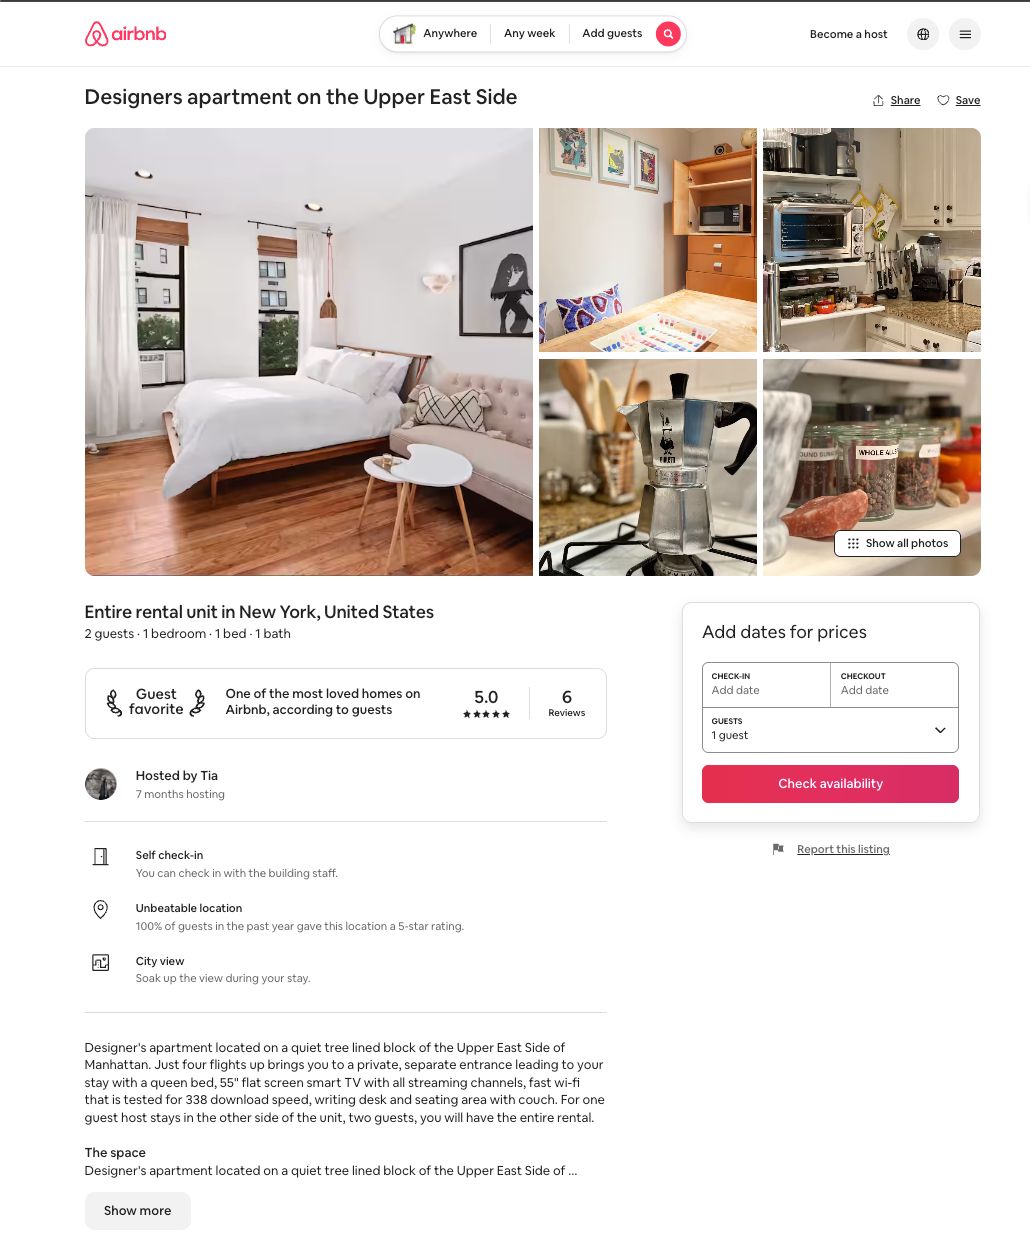 airbnb
Anywhere
Any week
Add guests
Become a host
Designers apartment on the Upper East Side
Share
Save
BIALETTI
WHOLE ALLS
Show all photos
Entire rental unit in New York, United States
2 guests · 1 bedroom · 1 bed · 1 bath
Guest
favorite
One of the most loved homes on
Airbnb, according to guests
5.0
6
Reviews
Hosted by Tia
7 months hosting
Self check-in
You can check in with the building staff.
Unbeatable location
100% of guests in the past year gave this location a 5-star rating.
City view
Soak up the view during your stay.
Designer's apartment located on a quiet tree lined block of the Upper East Side of
Manhattan. Just four flights up brings you to a private, separate entrance leading to your
stay with a queen bed, 55" flat screen smart TV with all streaming channels, fast wi-fi
that is tested for 338 download speed, writing desk and seating area with couch. For one
guest host stays in the other side of the unit, two guests, you will have the entire rental.
The space
Designer's apartment located on a quiet tree lined block of the Upper East Side of ...
Show more
Add dates for prices
CHECK-IN
Add date
CHECKOUT
Add date
GUESTS
1 guest
Check availability
Report this listing